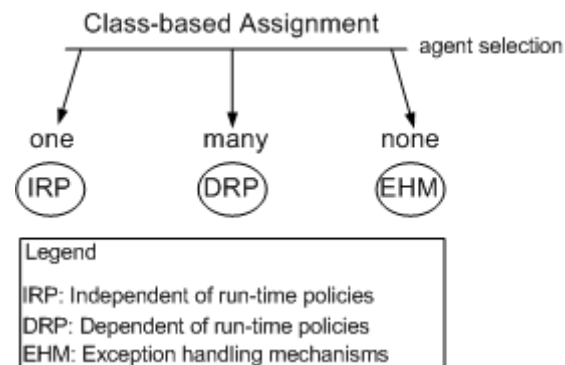 Class-based Assignment
agent selection
one many none
IRP DRP EHM
Legend
IRP: Independent of run-time policies
DRP: Dependent of run-time policies
EHM: Exception handling mechanisms